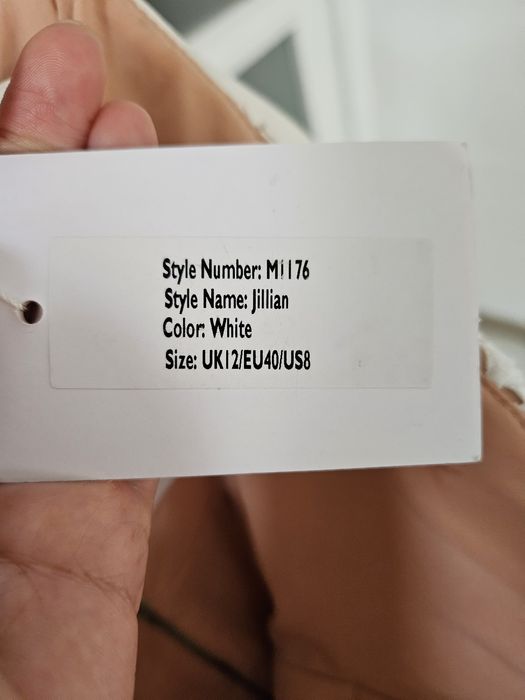 Style Number: M1176
Style Name: Jillian
Color: White
Size: UK12/EU40/US8